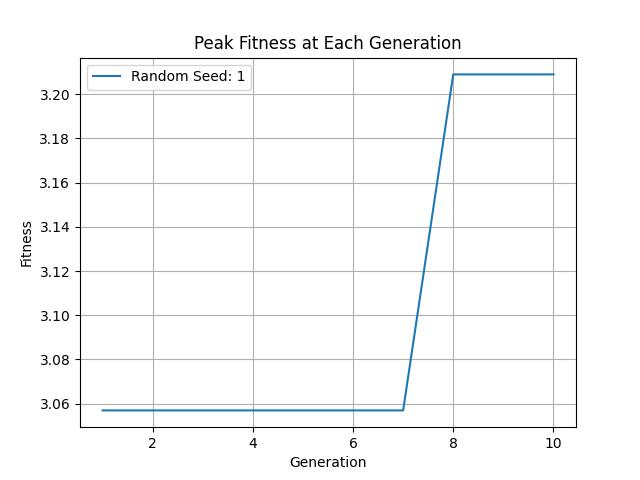 Peak Fitness at Each Generation
Random Seed: 1
Fitness
3.20
3.18
3.16
3.14
3.12
3.10
3.08
3.06
2 4 6 8 10
Generation